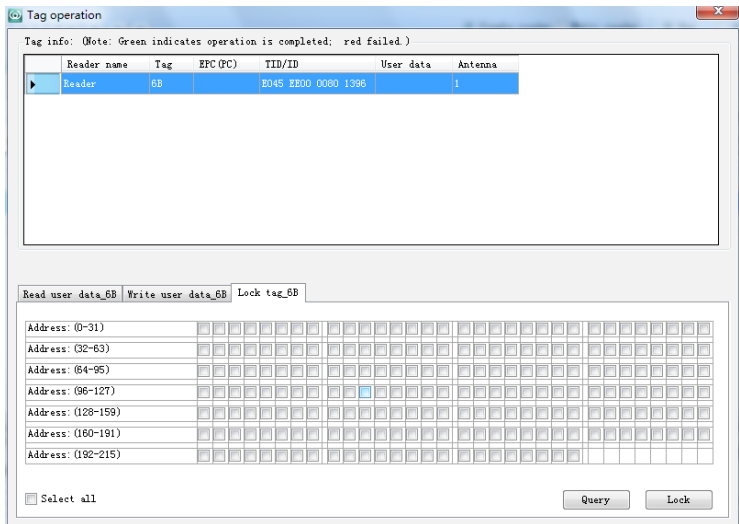 Tag operation
Tag info: (Note: Green indicates operation is completed; red failed.)
Reader name Tag EPC(PC) TID/ID User data Antenna
Reader 6B E045 EE00 0080 1396 1
Read user data_6B Write user data_6B Lock tag_6B
Address:(0-31)
Address:(32-63)
Address:(64-95)
Address:(96-127)
Address:(128-159)
Address:(160-191)
Address:(192-215)
Select all Query Lock